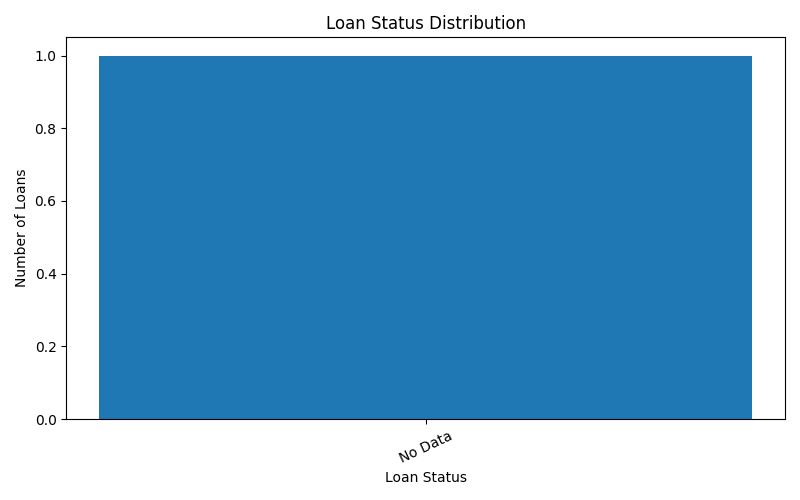 Loan Status Distribution
Number of Loans
1.0
0.8
0.6
0.4
0.2
0.0
No Data
Loan Status